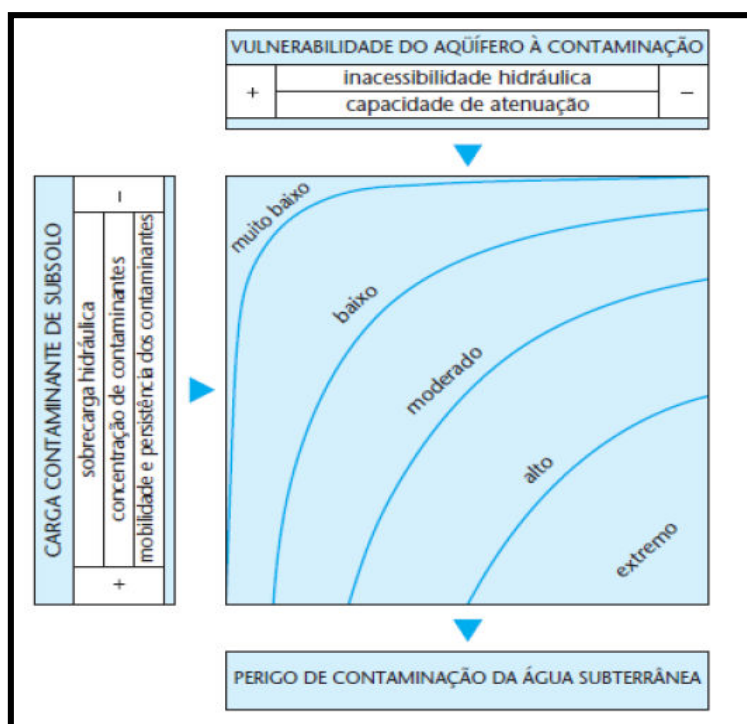 VULNERABILIDADE DO AQÜÍFERO À CONTAMINAÇÃO
+
inacessibilidade hidráulica
capacidade de atenuação
−
CARGA CONTAMINANTE DE SUBSOLO
−
sobrecarga hidráulica
concentração de contaminantes
mobilidade e persistência dos contaminantes
+
muito baixo
baixo
moderado
alto
extremo
PERIGO DE CONTAMINAÇÃO DA ÁGUA SUBTERRÂNEA